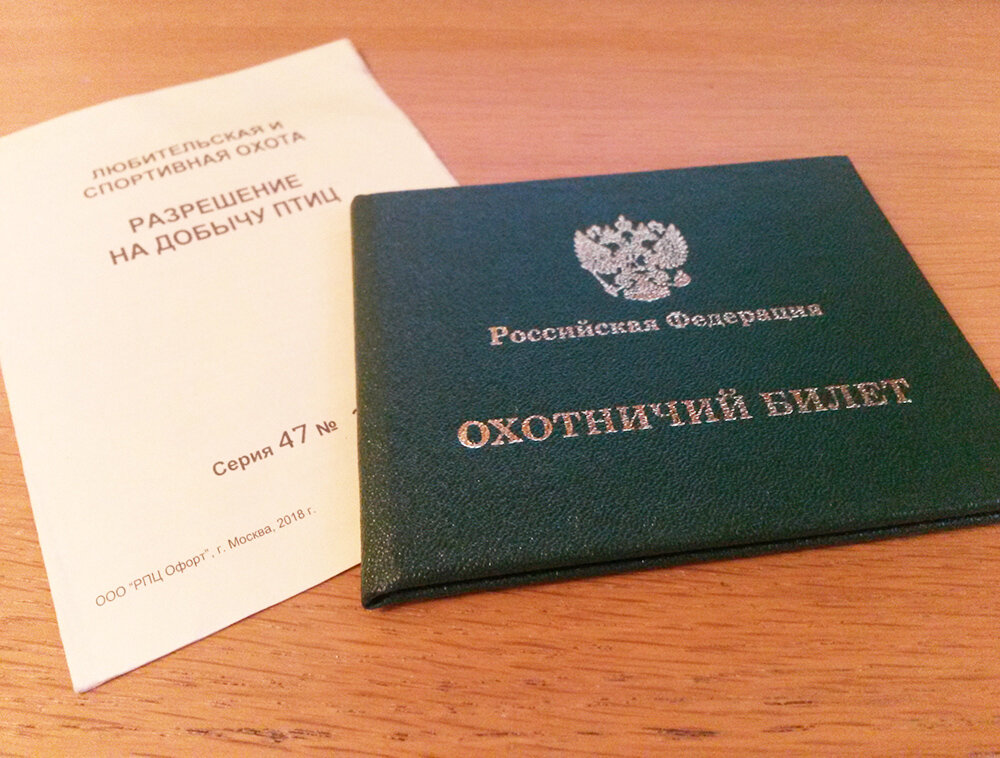 ЛЮБИТЕЛЬСКАЯ И
СПОРТИВНАЯ ОХОТА
РАЗРЕШЕНИЕ
НА ДОБЫЧУ ПТИЦ
Серия 47 №
ООО "РПЦ Офорт", г. Москва, 2018 г.
Российская Федерация
ОХОТНИЧИЙ БИЛЕТ